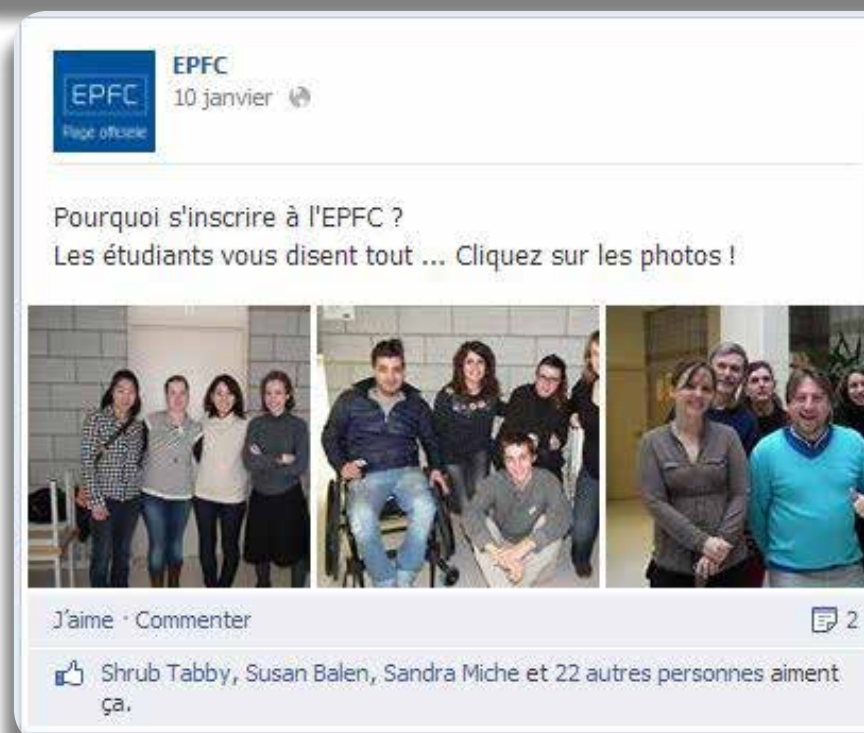 EPFC
10 janvier
EPFC
Page officielle
Pourquoi s'inscrire à l'EPFC ?
Les étudiants vous disent tout ... Cliquez sur les photos !
J'aime · Commenter
2
Shrub Tabby, Susan Balen, Sandra Miche et 22 autres personnes aiment
ça.